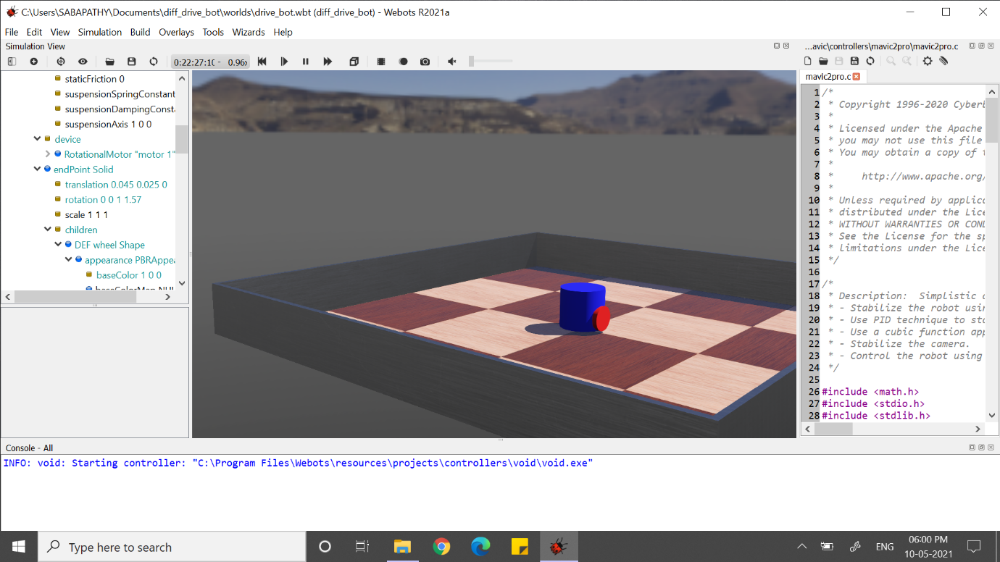 C:\Users\SABAPATHY\Documents\diff_drive_bot\worlds\drive_bot.wbt (diff_drive_bot) - Webots R2021a
File Edit View Simulation Build Overlays Tools Wizards Help
Simulation View
0:22:27:10 - 0.96x
staticFriction 0
suspensionSpringConstant
suspensionDampingConsta
suspensionAxis 1 0 0
device
RotationalMotor "motor 1"
endPoint Solid
translation 0.045 0.025 0
rotation 0 0 1 1.57
scale 1 1 1
children
DEF wheel Shape
appearance PBRAppea
baseColor 1 0 0
baseColorMap NUL
...avic\controllers\mavic2pro\mavic2pro.c
mavic2pro.c
1 /*
2 * Copyright 1996-2020 Cyberb
3 *
4 * Licensed under the Apache
5 * you may not use this file
6 * You may obtain a copy of t
7 *
8 * http://www.apache.org/
9 *
10 * Unless required by applica
11 * distributed under the Lice
12 * WITHOUT WARRANTIES OR COND
13 * See the License for the sp
14 * limitations under the Lice
15 */
16
17 /*
18 * Description: Simplistic d
19 * - Stabilize the robot usin
20 * - Use PID technique to sta
21 * - Use a cubic function app
22 * - Stabilize the camera.
23 * - Control the robot using
24 */
25
26 #include <math.h>
27 #include <stdio.h>
28 #include <stdlib.h>
Console - All
INFO: void: Starting controller: "C:\Program Files\Webots\resources\projects\controllers\void\void.exe"
Type here to search
ENG
06:00 PM
10-05-2021